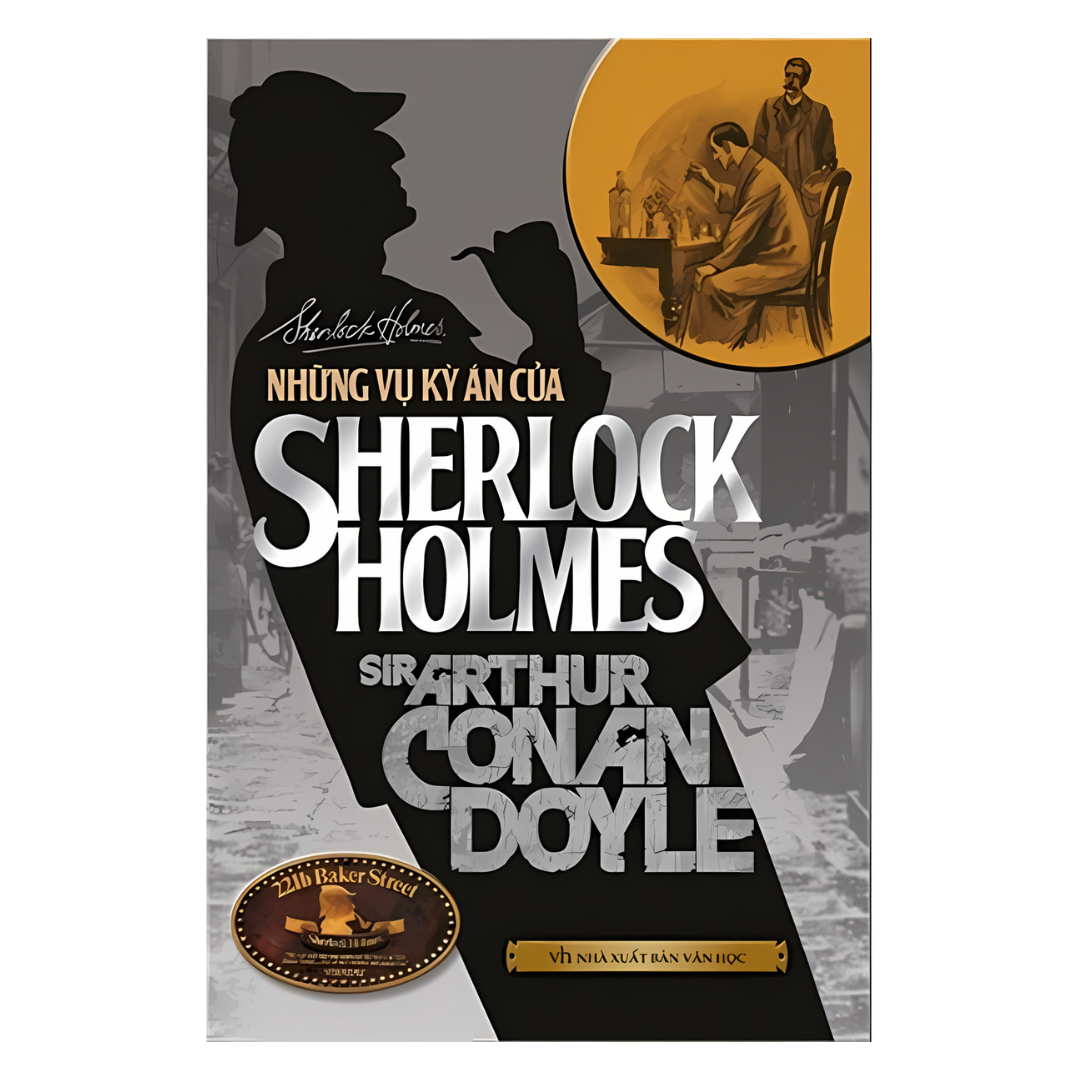 Sherlock Holmes.
NHỮNG VỤ KỲ ÁN CỦA
SHERLOCK
HOLMES
SIR ARTHUR
CONAN
DOYLE
221b Baker Street
vh NHÀ XUẤT BẢN VĂN HỌC